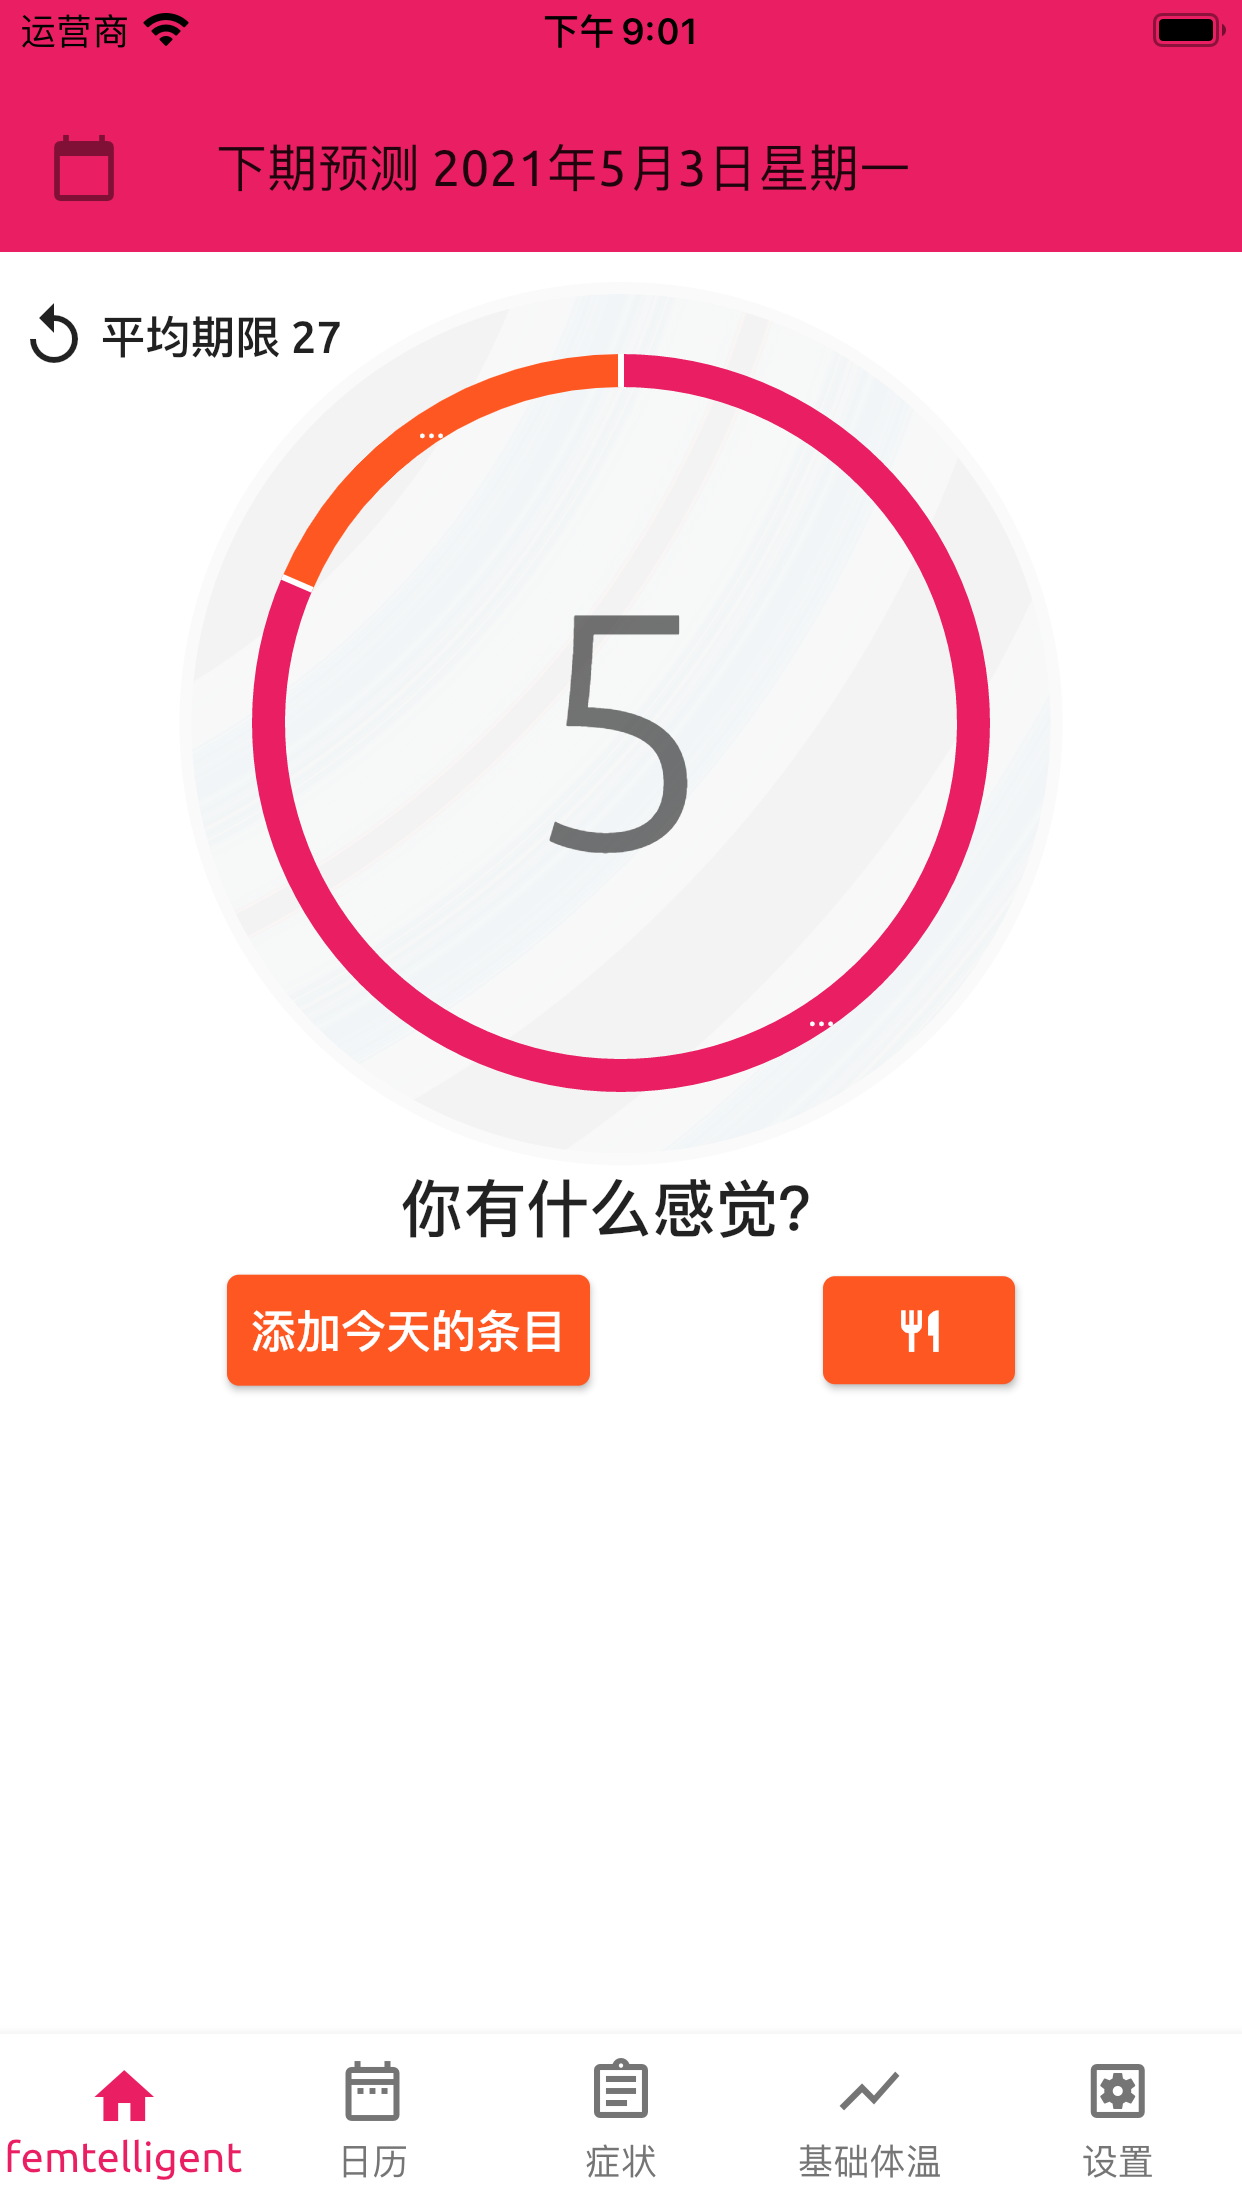 运营商 下午 9:01
下期预测 2021年5月3日星期一
平均期限 27
...
5
...
你有什么感觉?
添加今天的条目
femtelligent 日历 症状 基础体温 设置